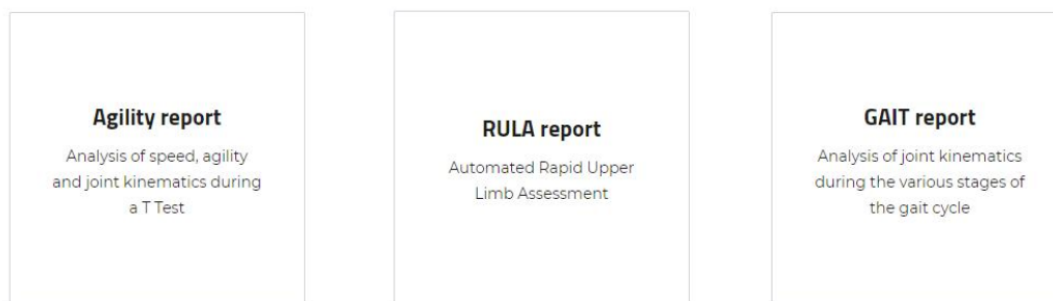 Agility report
Analysis of speed, agility
and joint kinematics during
a T Test
RULA report
Automated Rapid Upper
Limb Assessment
GAIT report
Analysis of joint kinematics
during the various stages of
the gait cycle